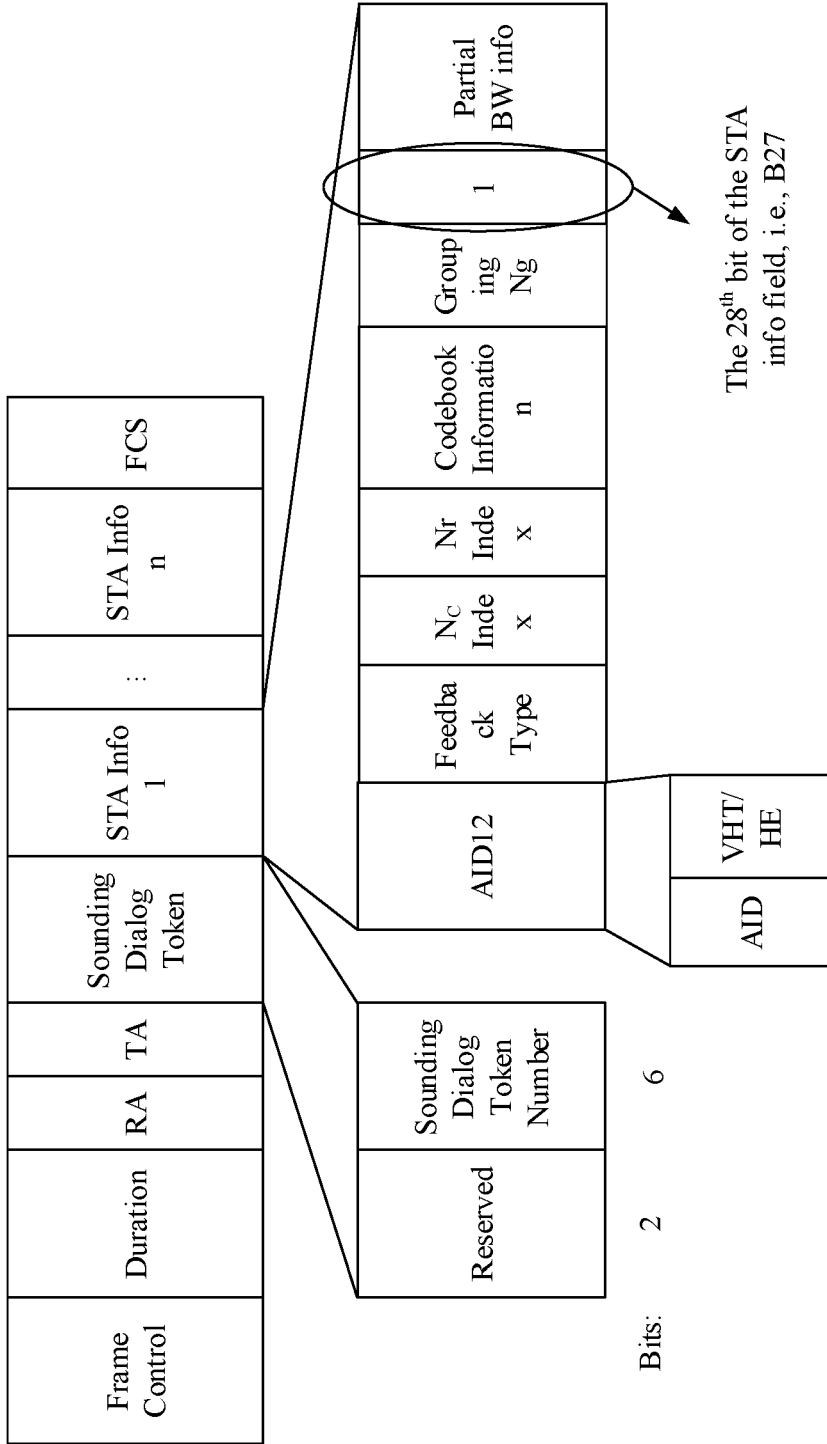 Frame
Control
Duration
RA
TA
Sounding
Dialog
Token
STA Info
1
...
STA Info
n
FCS
Reserved
Sounding
Dialog
Token
Number
AID12
Feedba
ck
Type
NC
Inde
x
Nr
Inde
x
Codebook
Informatio
n
Group
ing
Ng
1
Partial
BW info
Bits:
2
6
AID
VHT/
HE
The 28th bit of the STA
info field, i.e., B27